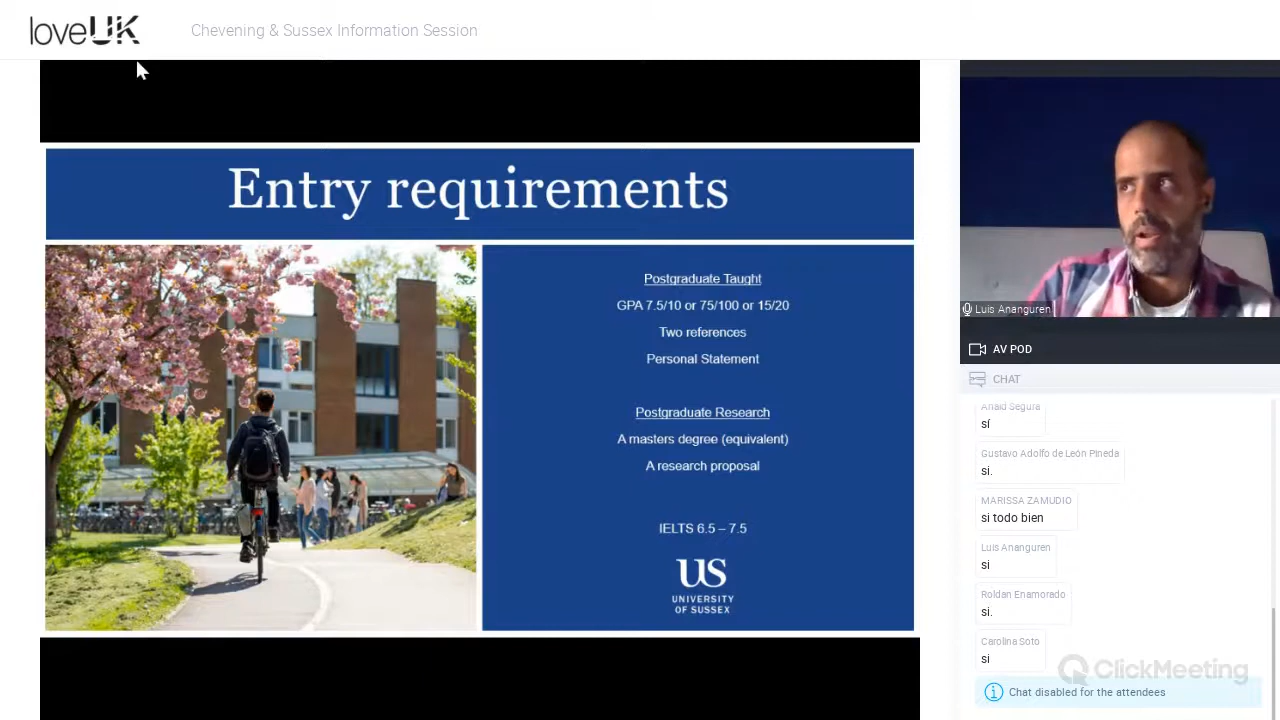 loveUK
Chevening & Sussex Information Session
Entry requirements
Postgraduate Taught
GPA 7.5/10 or 75/100 or 15/20
Two references
Personal Statement
Postgraduate Research
A masters degree (equivalent)
A research proposal
IELTS 6.5 – 7.5
US
UNIVERSITY
OF SUSSEX
Luis Ananguren
AV POD
CHAT
Anaid Segura
sí
Gustavo Adolfo de León Pineda
si.
MARISSA ZAMUDIO
si todo bien
Luis Ananguren
si
Roldan Enamorado
si.
Carolina Soto
si
ClickMeeting
Chat disabled for the attendees